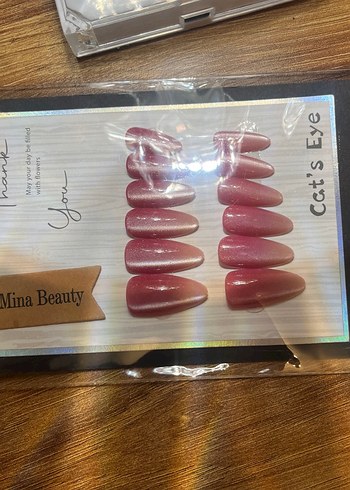 Thank
You
May your day be filled
with flowers
Mina Beauty
Cat's Eye